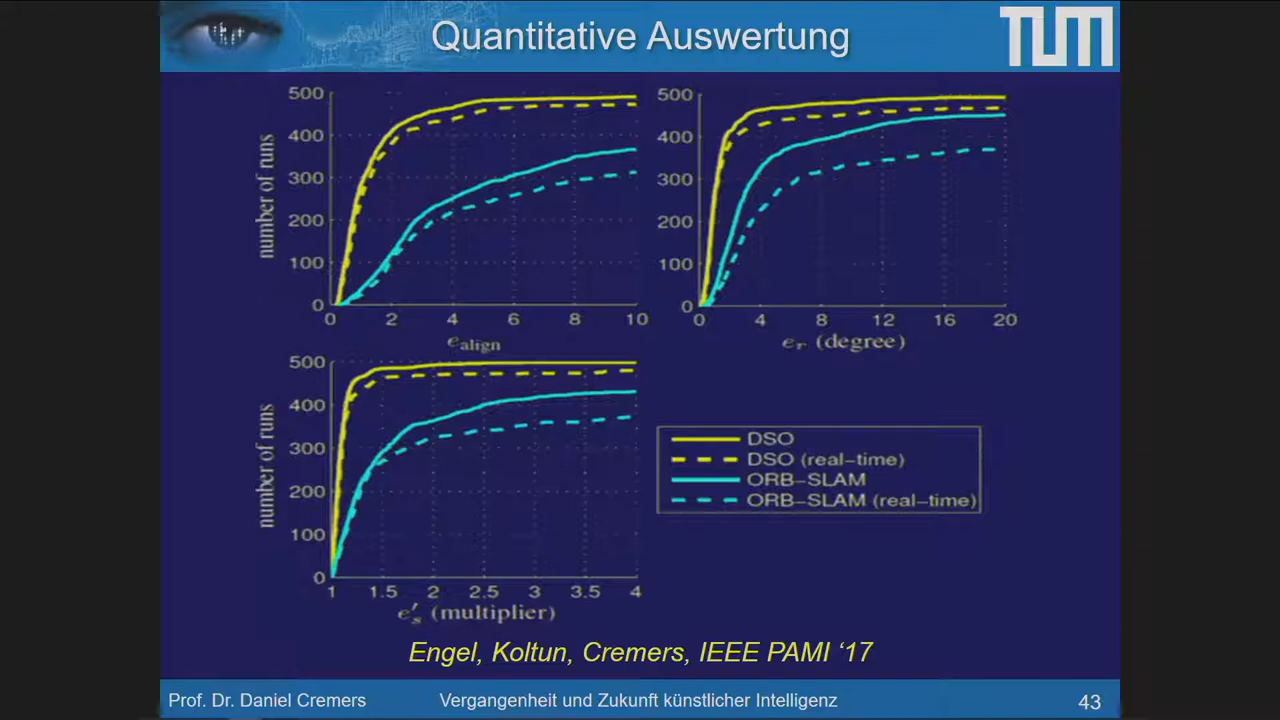 Quantitative Auswertung
TUM
500
400
300
200
100
0
number of runs
0 2 4 6 8 10
e_align
500
400
300
200
100
0
0 4 8 12 16 20
e_r (degree)
500
400
300
200
100
0
number of runs
1 1.5 2 2.5 3 3.5 4
e′_s (multiplier)
DSO
DSO (real-time)
ORB-SLAM
ORB-SLAM (real-time)
Engel, Koltun, Cremers, IEEE PAMI ‘17
Prof. Dr. Daniel Cremers Vergangenheit und Zukunft künstlicher Intelligenz 43